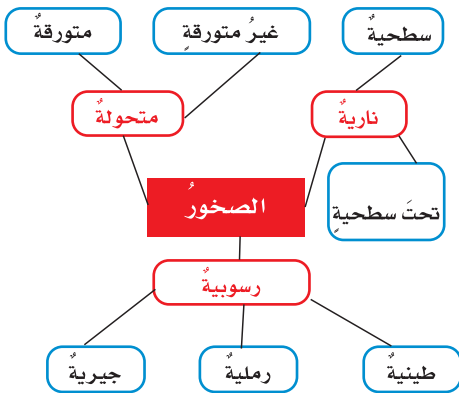 سطحيةٌ
غيرُ متورقةٍ
متورقةٌ
ناريةٌ
متحولةٌ
الصخورُ
تحتَ سطحيةٍ
رسوبيةٌ
طينيةٌ
رمليةٌ
جيريةٌ